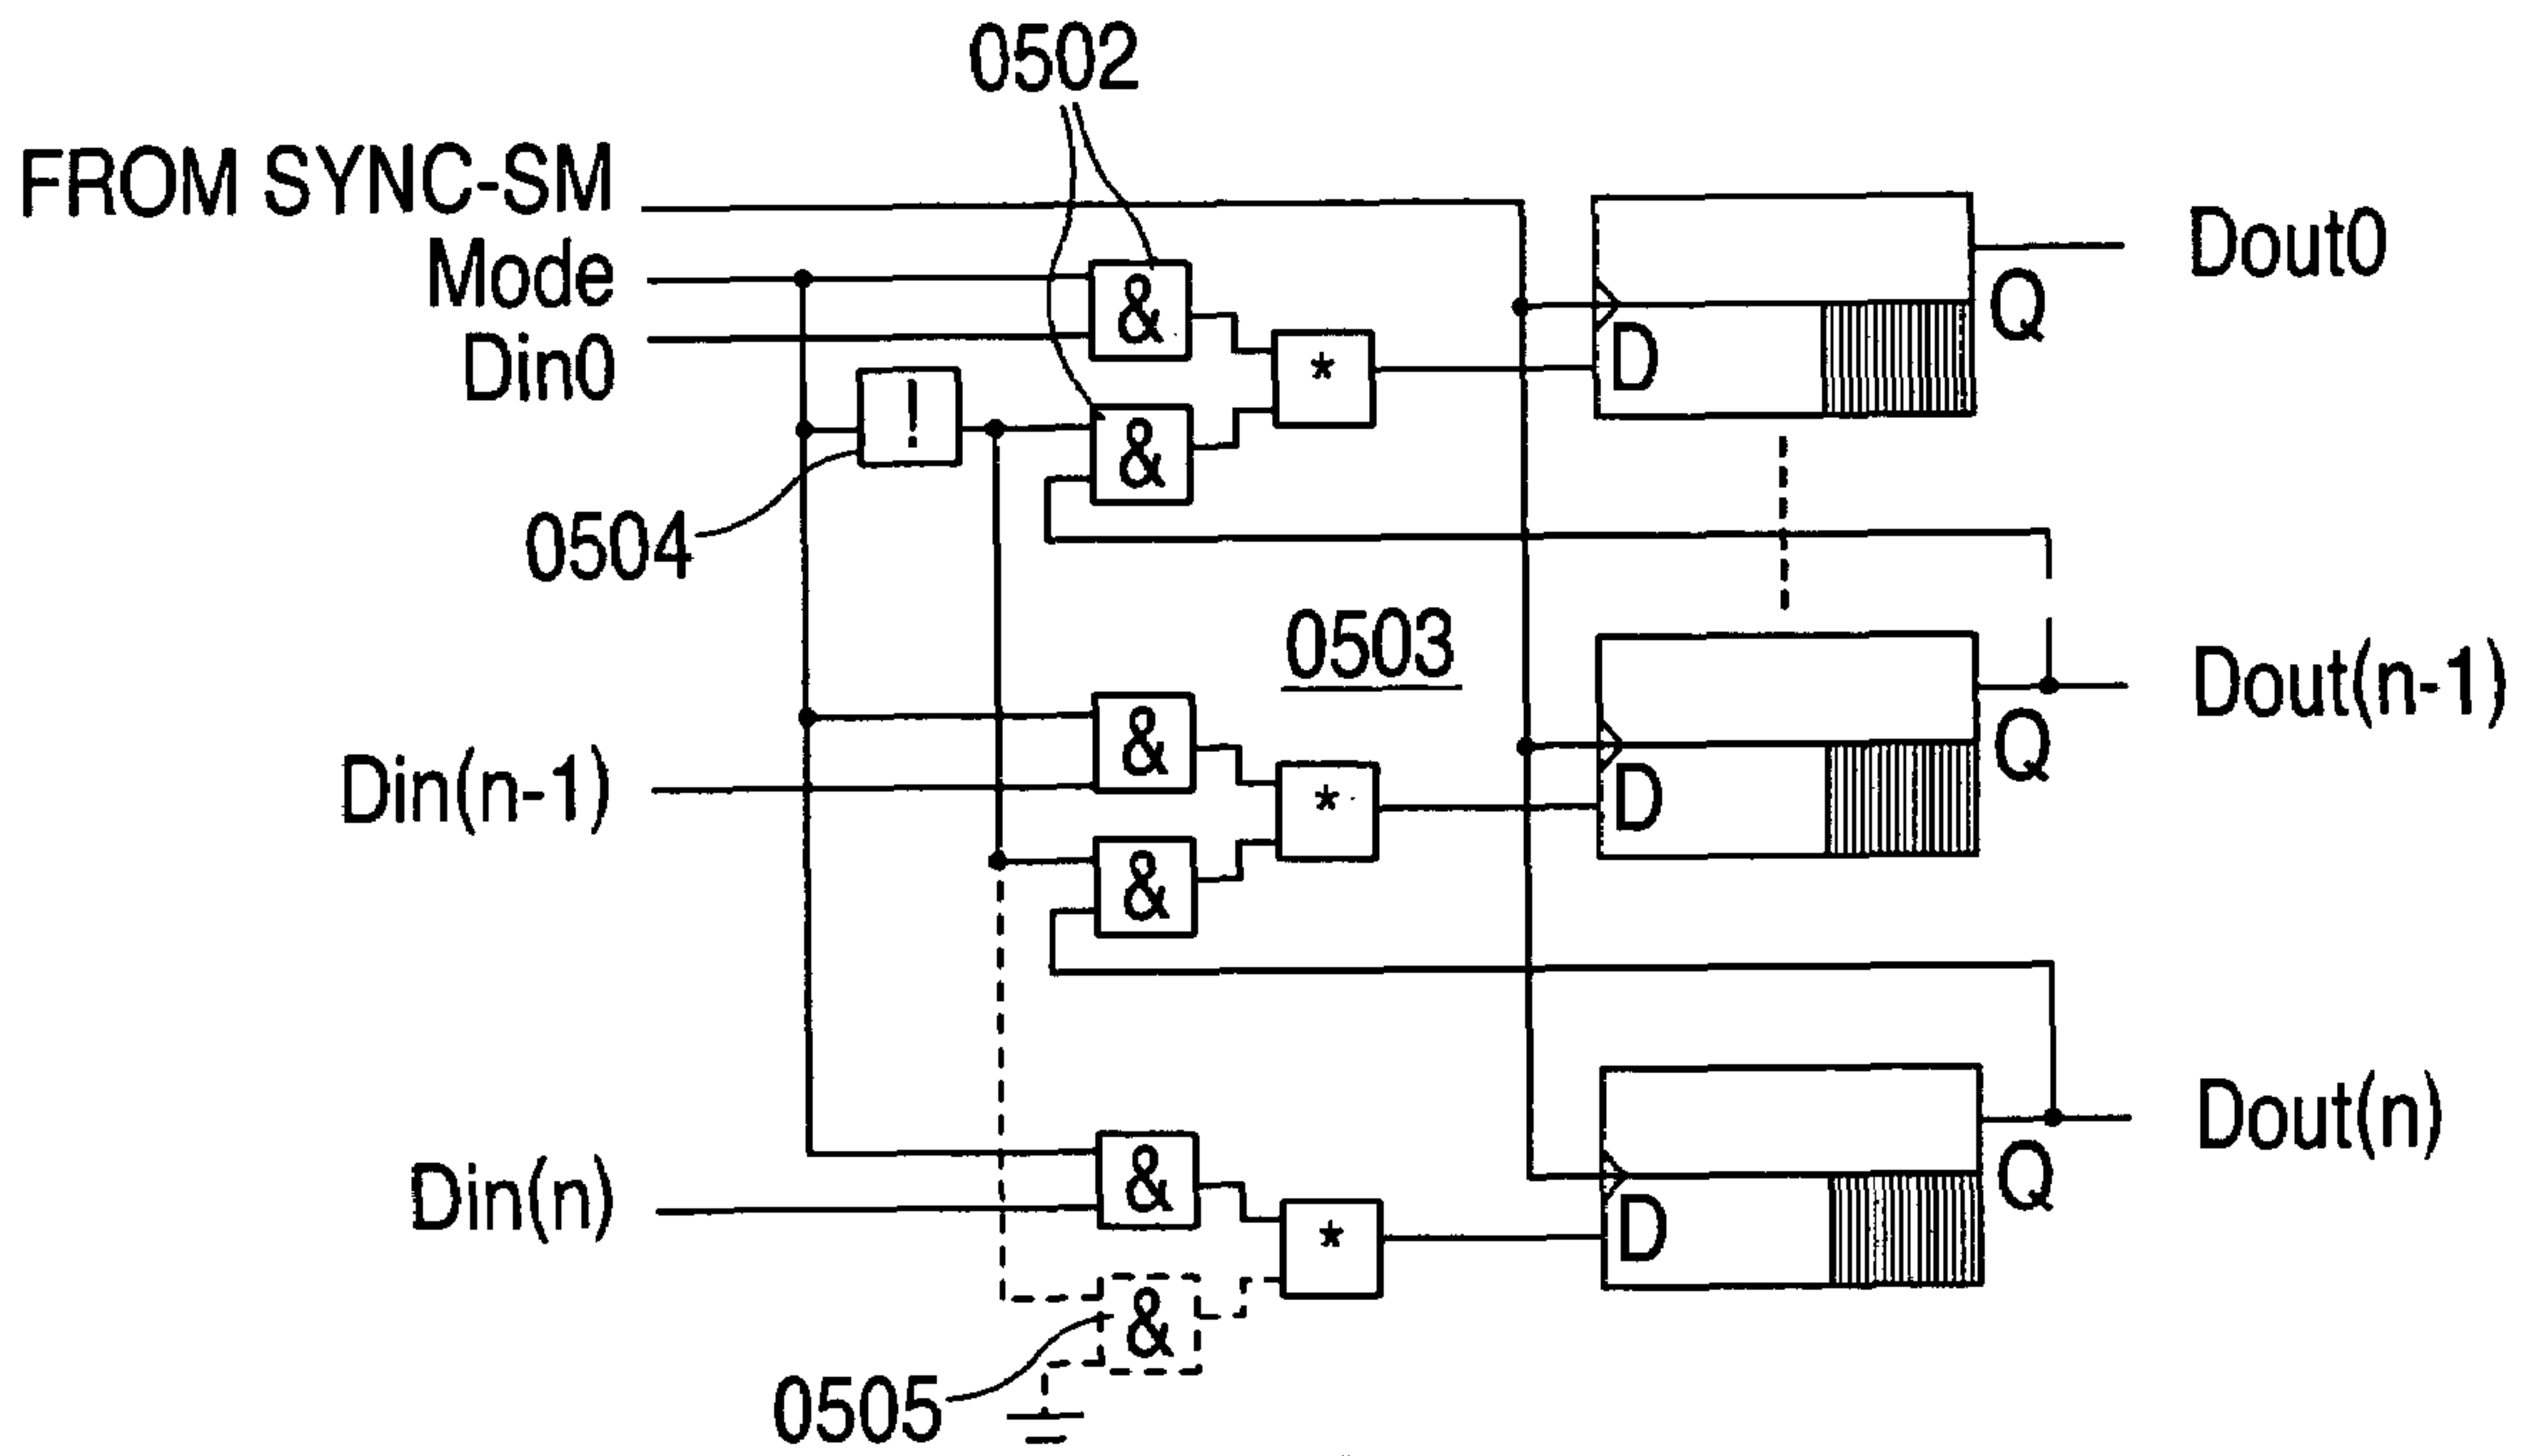 0502
FROM SYNC-SM
Mode
Din0
Dout0
&
*
Q
D
!
&
0504
0503
Dout(n-1)
&
Q
Din(n-1)
*
D
&
Dout(n)
&
Q
Din(n)
*
D
&
0505